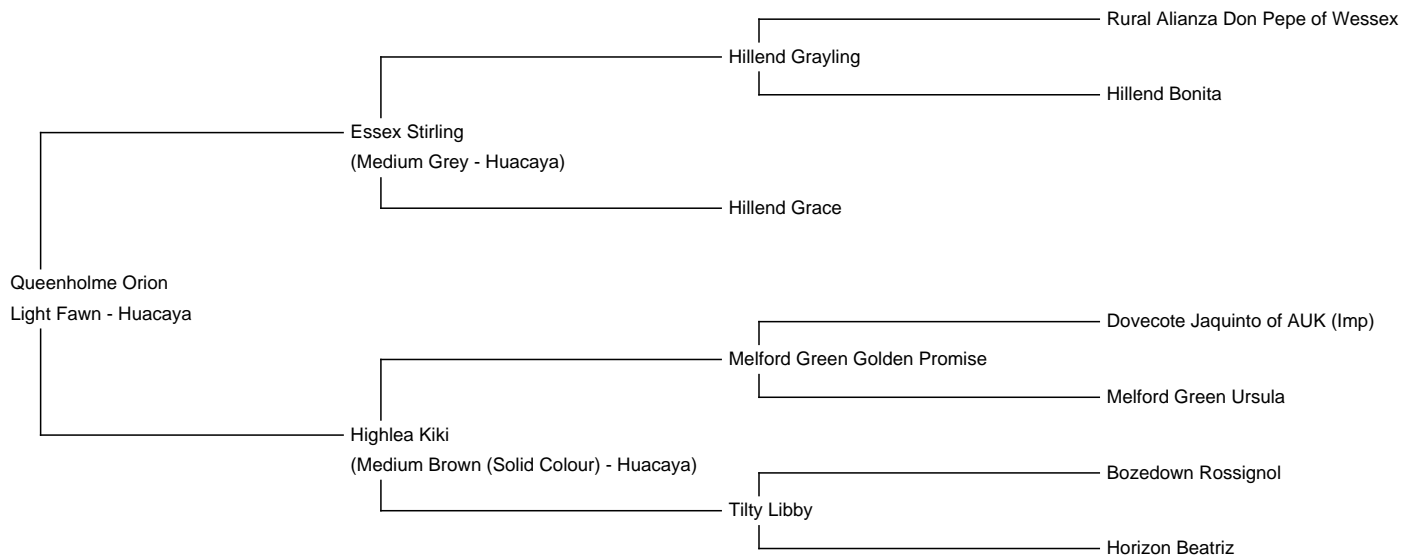 Rural Alianza Don Pepe of Wessex
Hillend Grayling
Hillend Bonita
Essex Stirling
(Medium Grey - Huacaya)
Hillend Grace
Queenholme Orion
Light Fawn - Huacaya
Dovecote Jaquinto of AUK (Imp)
Melford Green Golden Promise
Melford Green Ursula
Highlea Kiki
(Medium Brown (Solid Colour) - Huacaya)
Bozedown Rossignol
Tilty Libby
Horizon Beatriz